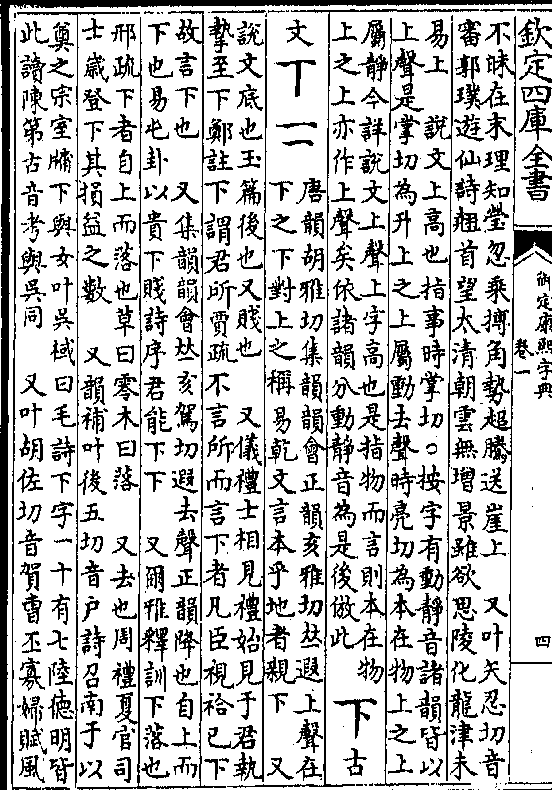 欽定四庫全書
御定康熙字典
卷一
四
不昧在末理知瑩忽乘摶角勢超騰送崖上 又叶矢忍切音
審郭璞遊仙詩翹首望太清朝雲無增景雖欲思陵化龍津未
易上 說文上高也指事時掌切○按字有動靜音諸韻皆以
上聲是掌切為升上之上屬動去聲時亮切為本在物上之上
屬靜今詳說文上聲上字高也是指物而言則本在物
上之上亦作上聲矣依諸韻分動靜音為是後倣此
下古
文丅𠄟
唐韻胡雅切集韻韻會正韻亥雅切𠀤遐上聲在
下之下對上之稱易乾文言本乎地者親下 又
說文底也玉篇後也又賤也 又儀禮士相見禮始見于君執
摯至下鄭註下謂君所賈疏不言所而言下者凡臣視袷已下
故言下也 又集韻韻會𠀤亥駕切遐去聲正韻降也自上而
下也易屯卦以貴下賤詩序君能下下 又爾雅釋訓下落也
邢疏下者自上而落也草曰零木曰落 又去也周禮夏官司
士歲登下其損益之數 又韻補叶後五切音戶詩召南于以
奠之宗室牖下與女叶吳棫曰毛詩下字一十有七陸德明皆
此讀陳第古音考與吳同 又叶胡佐切音賀曹丕寡婦賦風